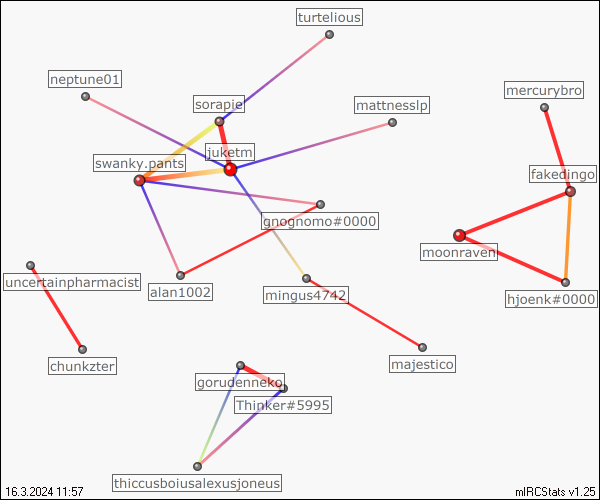 turtelious
neptune01
mercurybro
sorapie
mattnesslp
juketm
swanky.pants
fakedingo
gnognomo#0000
moonraven
uncertainpharmacist
alan1002
mingus4742
hjoenk#0000
chunkzter
majestico
gorudenneko
Thinker#5995
thiccusboiusalexusjoneus
16.3.2024 11:57
mIRCStats v1.25